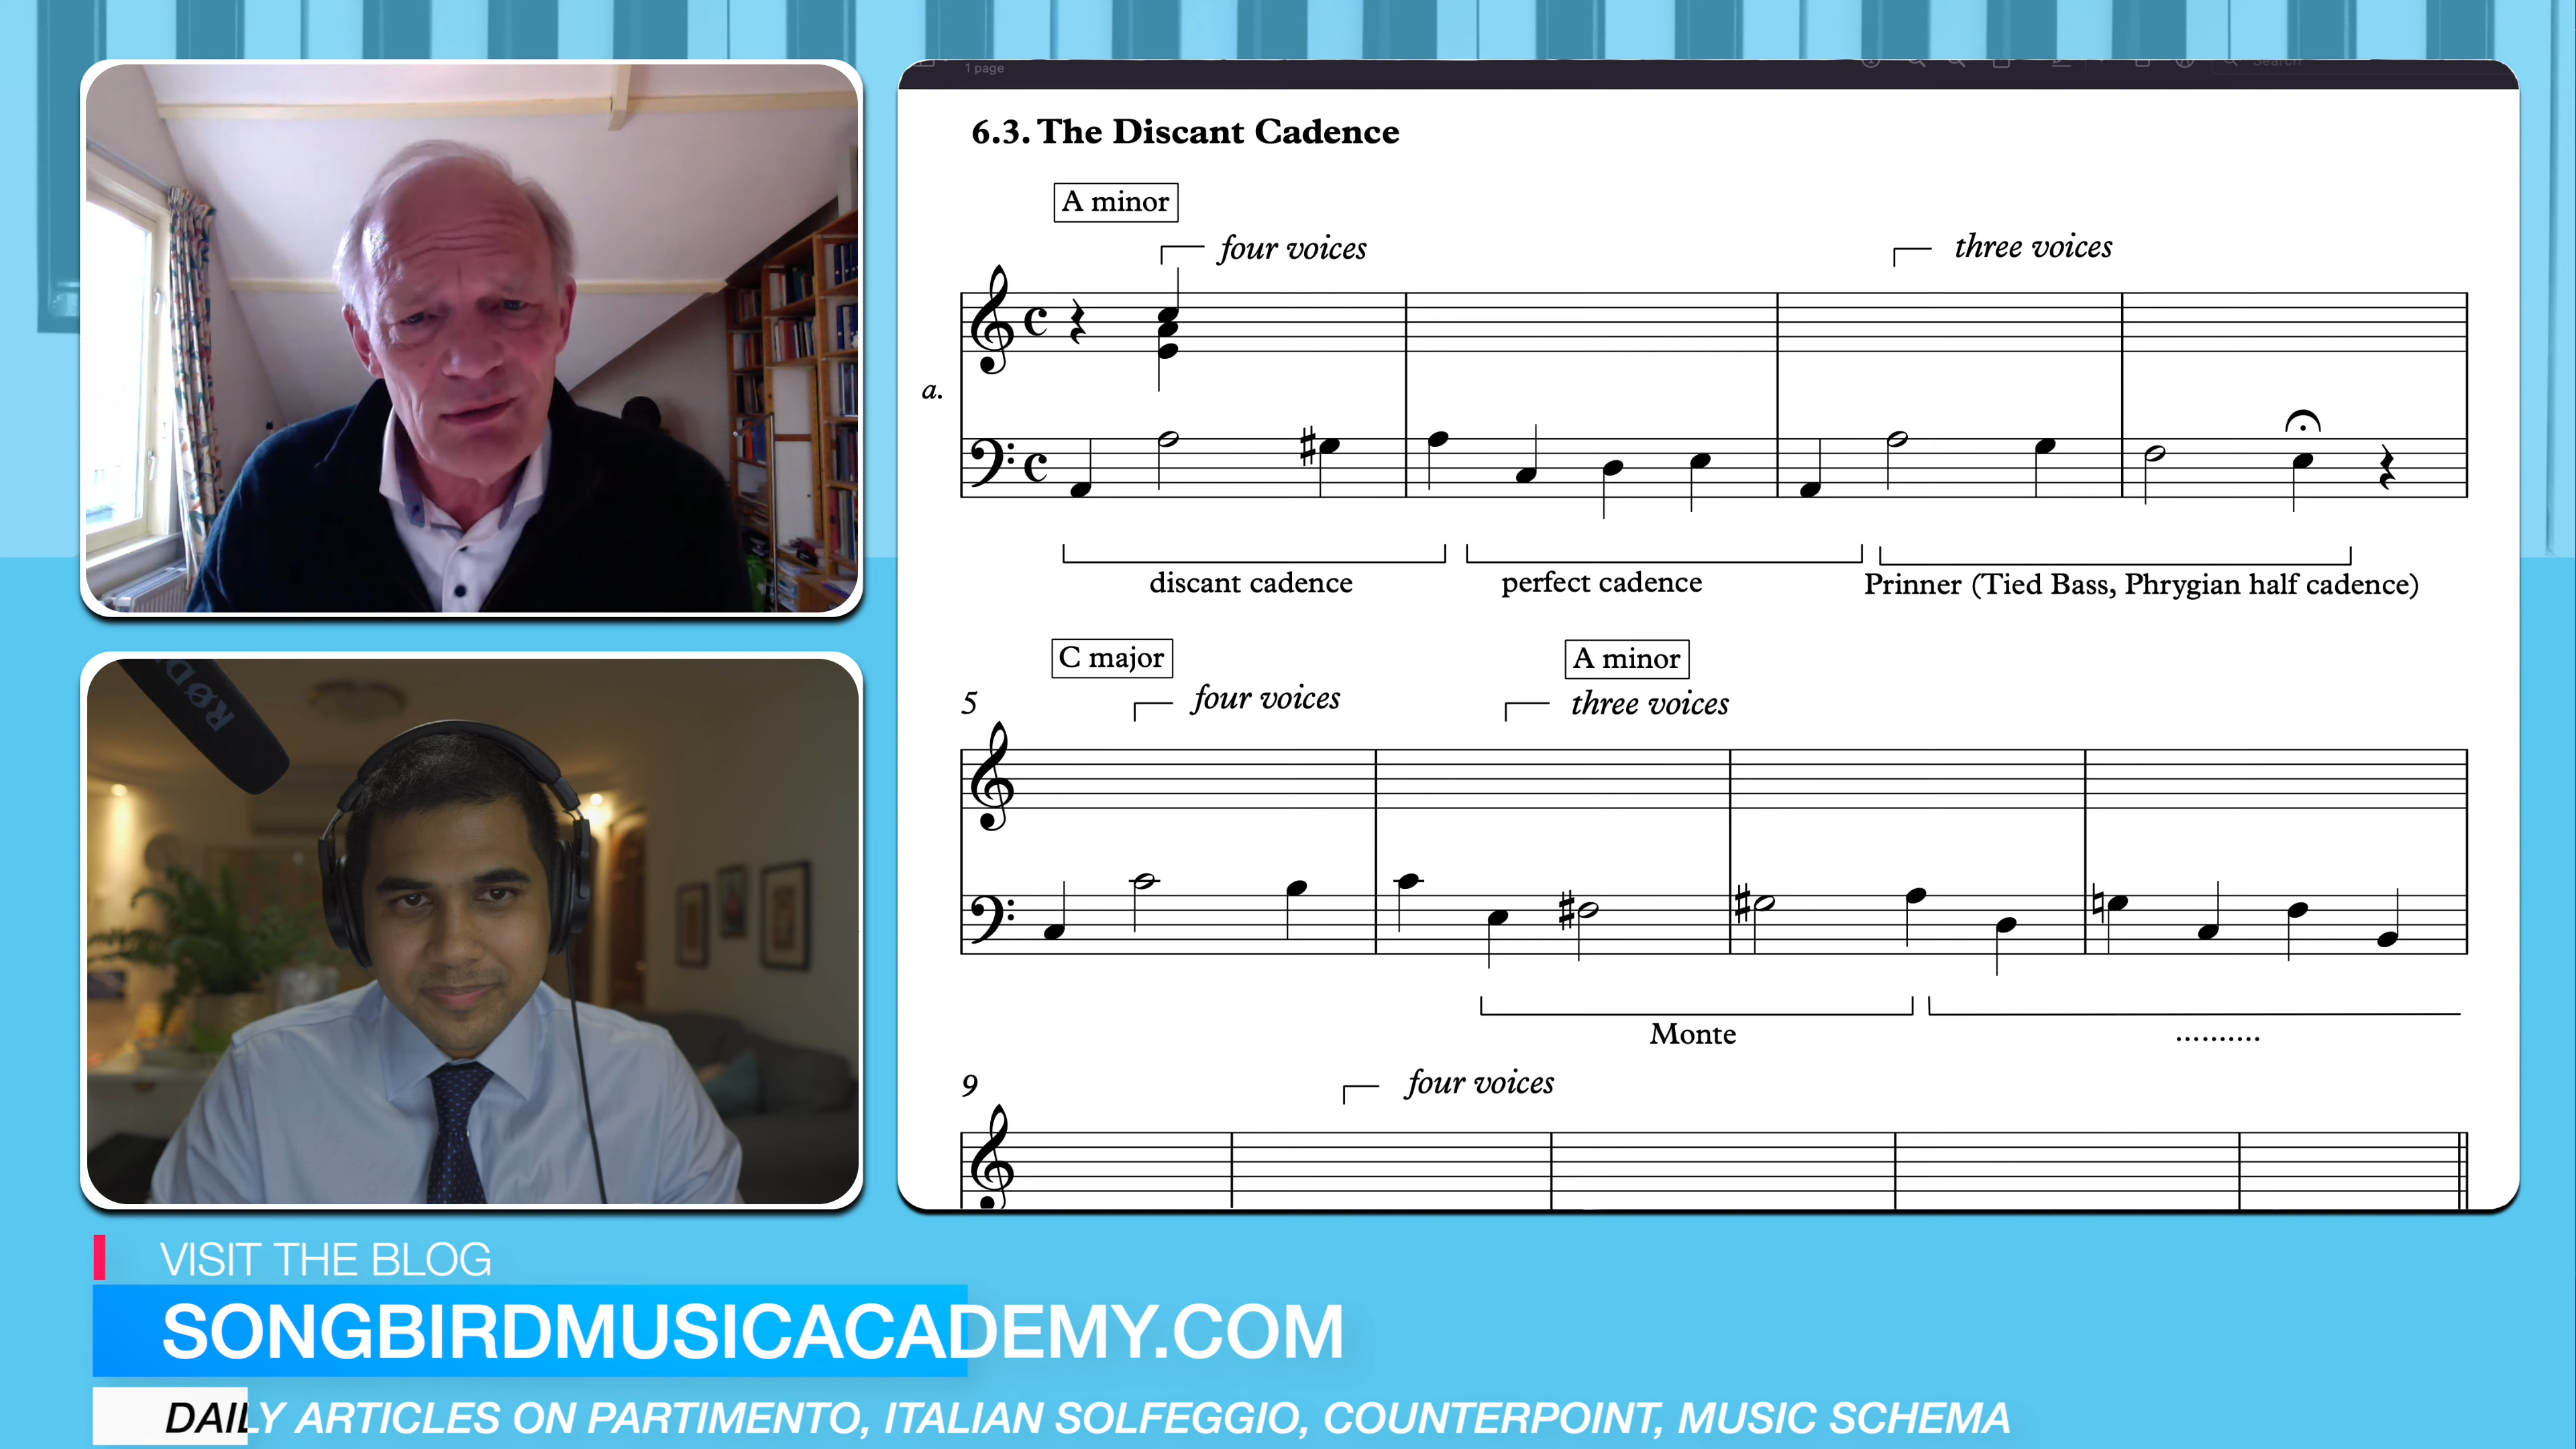 1 page
Search
6.3. The Discant Cadence
A minor
four voices
three voices
a.
discant cadence
perfect cadence
Prinner (Tied Bass, Phrygian half cadence)
C major
A minor
5
four voices
three voices
Monte
..........
9
four voices
RØD
VISIT THE BLOG
SONGBIRDMUSICACADEMY.COM
DAILY ARTICLES ON PARTIMENTO, ITALIAN SOLFEGGIO, COUNTERPOINT, MUSIC SCHEMA